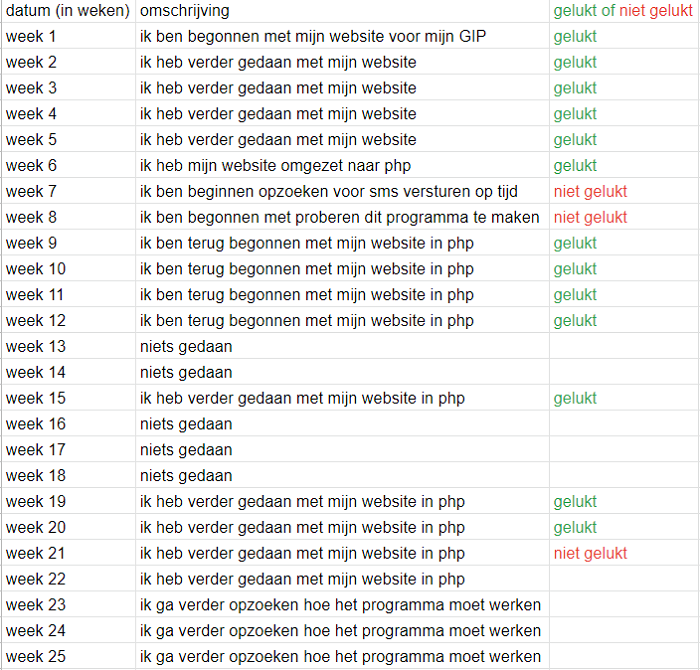 datum (in weken) omschrijving gelukt of niet gelukt
week 1 ik ben begonnen met mijn website voor mijn GIP gelukt
week 2 ik heb verder gedaan met mijn website gelukt
week 3 ik heb verder gedaan met mijn website gelukt
week 4 ik heb verder gedaan met mijn website gelukt
week 5 ik heb verder gedaan met mijn website gelukt
week 6 ik heb mijn website omgezet naar php gelukt
week 7 ik ben beginnen opzoeken voor sms versturen op tijd niet gelukt
week 8 ik ben begonnen met proberen dit programma te maken niet gelukt
week 9 ik ben terug begonnen met mijn website in php gelukt
week 10 ik ben terug begonnen met mijn website in php gelukt
week 11 ik ben terug begonnen met mijn website in php gelukt
week 12 ik ben terug begonnen met mijn website in php gelukt
week 13 niets gedaan
week 14 niets gedaan
week 15 ik heb verder gedaan met mijn website in php gelukt
week 16 niets gedaan
week 17 niets gedaan
week 18 niets gedaan
week 19 ik heb verder gedaan met mijn website in php gelukt
week 20 ik heb verder gedaan met mijn website in php gelukt
week 21 ik heb verder gedaan met mijn website in php niet gelukt
week 22 ik heb verder gedaan met mijn website in php
week 23 ik ga verder opzoeken hoe het programma moet werken
week 24 ik ga verder opzoeken hoe het programma moet werken
week 25 ik ga verder opzoeken hoe het programma moet werken